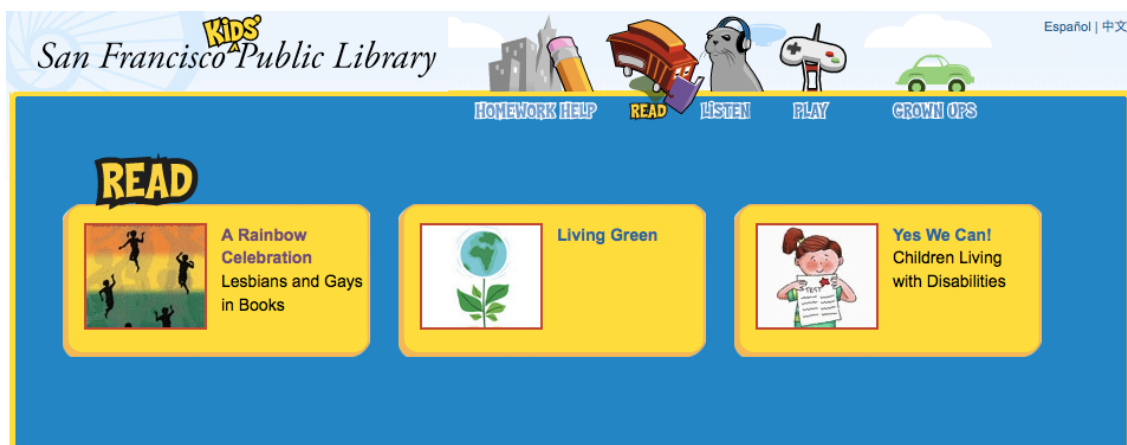 KIDS'
San Francisco Public Library
Español | 中文
HOMEWORK HELP
READ
LISTEN
PLAY
GROWN UPS
READ
A Rainbow
Celebration
Lesbians and Gays
in Books
Living Green
Yes We Can!
Children Living
with Disabilities
TEST